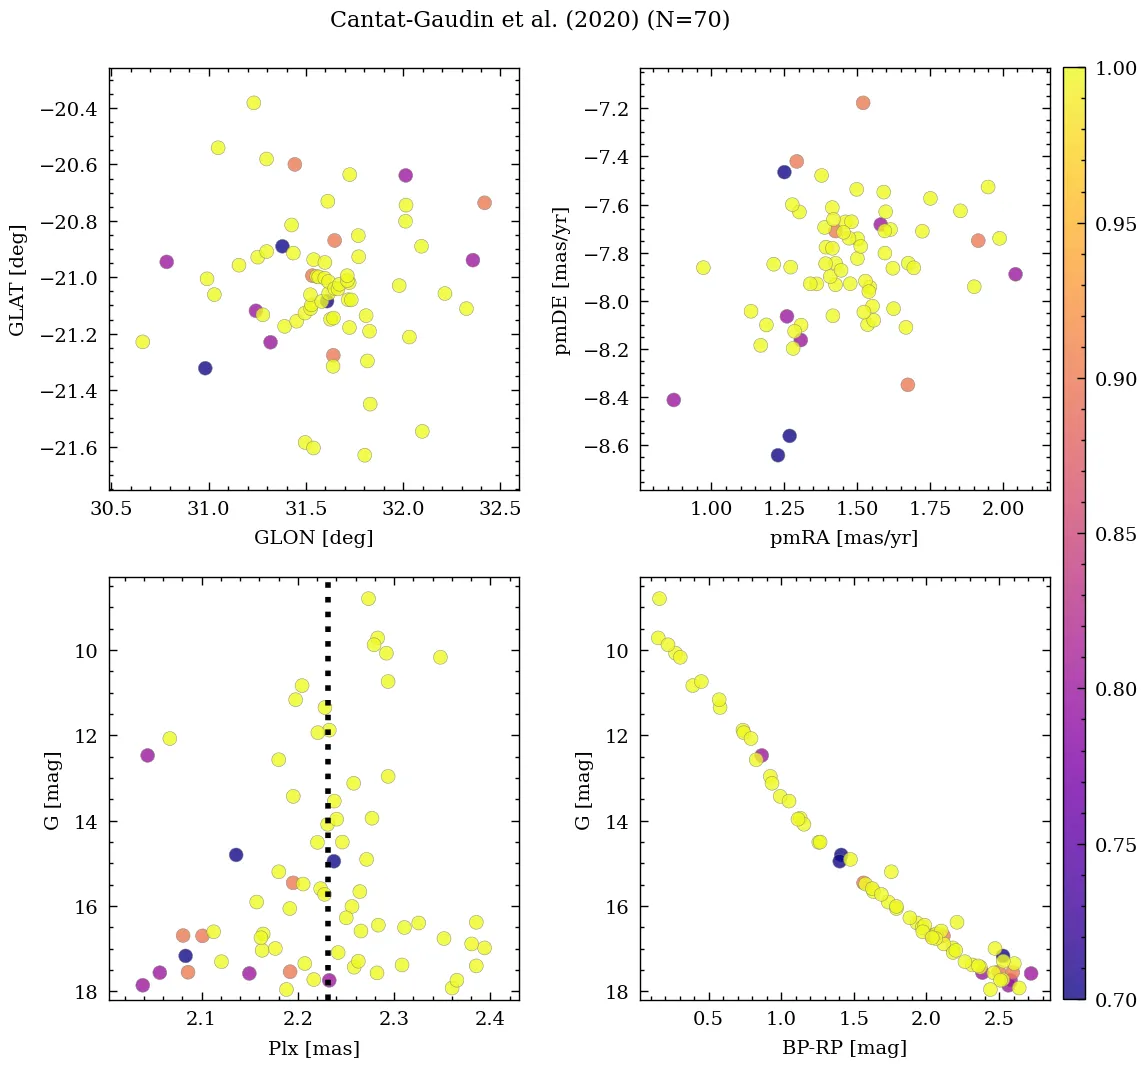 Cantat-Gaudin et al. (2020) (N=70)
GLAT [deg]
−20.4
−20.6
−20.8
−21.0
−21.2
−21.4
−21.6
30.5 31.0 31.5 32.0 32.5
GLON [deg]
pmDE [mas/yr]
−7.2
−7.4
−7.6
−7.8
−8.0
−8.2
−8.4
−8.6
1.00 1.25 1.50 1.75 2.00
pmRA [mas/yr]
G [mag]
10
12
14
16
18
2.1 2.2 2.3 2.4
Plx [mas]
G [mag]
10
12
14
16
18
0.5 1.0 1.5 2.0 2.5
BP-RP [mag]
1.00
0.95
0.90
0.85
0.80
0.75
0.70